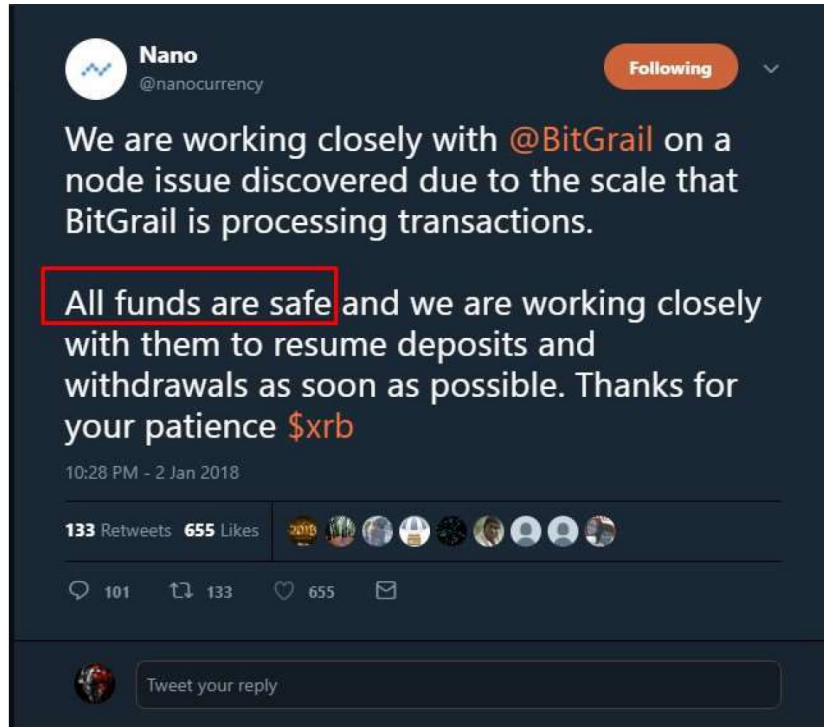 Nano
@nanocurrency
Following
We are working closely with @BitGrail on a
node issue discovered due to the scale that
BitGrail is processing transactions.
All funds are safe and we are working closely
with them to resume deposits and
withdrawals as soon as possible. Thanks for
your patience $xrb
10:28 PM - 2 Jan 2018
133 Retweets 655 Likes
101 133 655
Tweet your reply